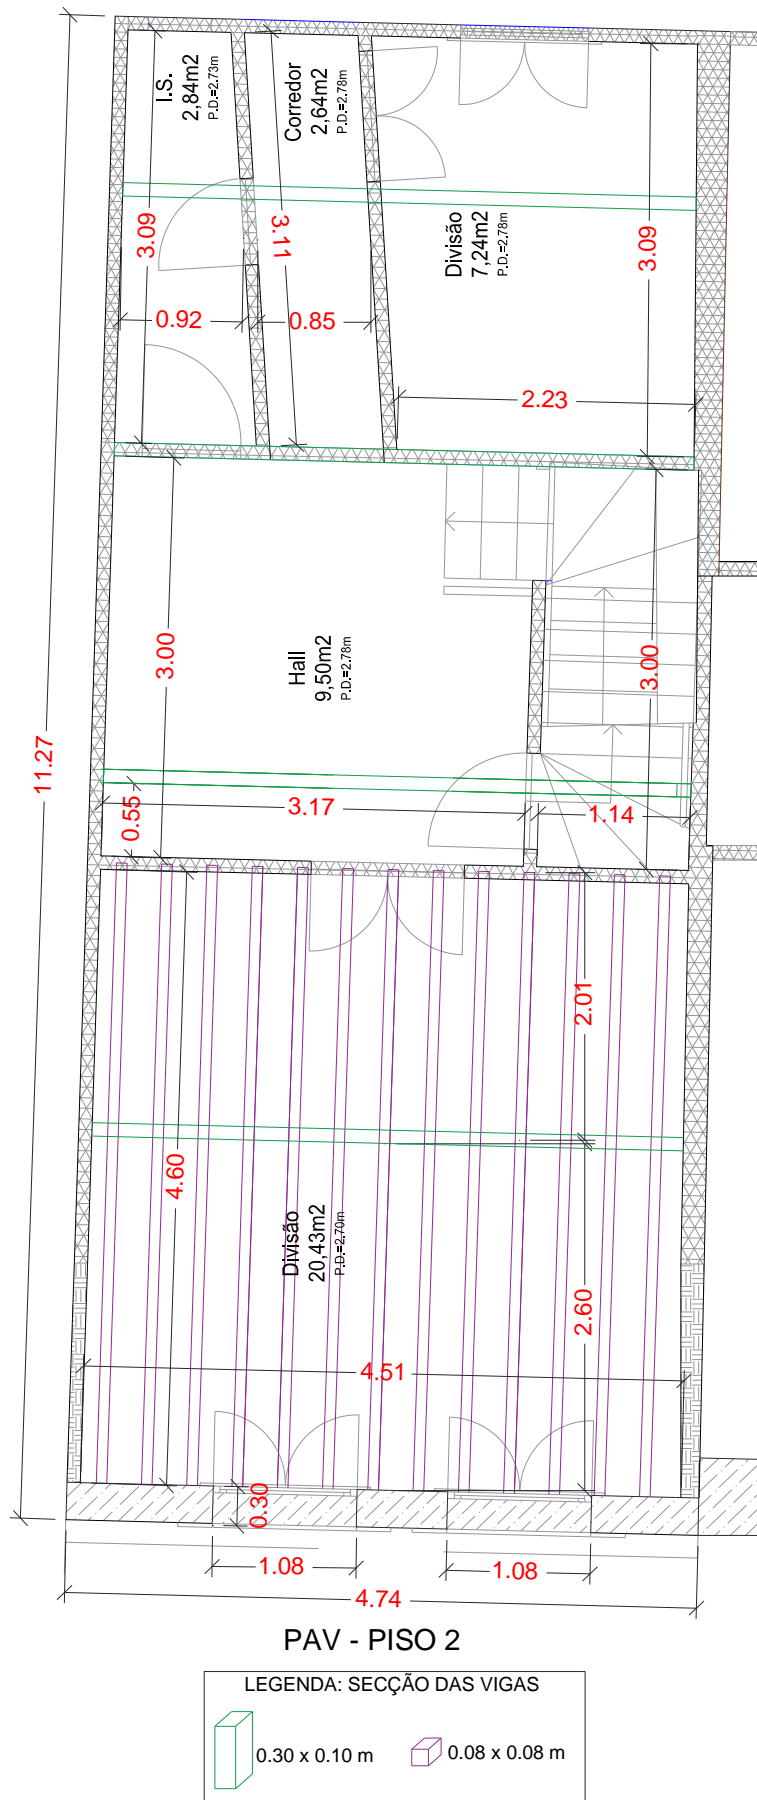 I.S.
2,84m2
P.D.=2.73m
Corredor
2,64m2
P.D.=2.78m
Divisão
7,24m2
P.D.=2.78m
3.09
3.11
3.09
0.92
0.85
2.23
Hall
9,50m2
P.D.=2.78m
3.00
3.00
11.27
0.55
3.17
1.14
2.01
4.60
Divisão
20,43m2
P.D.=2.70m
2.60
4.51
0.30
1.08
1.08
4.74
PAV - PISO 2
LEGENDA: SECÇÃO DAS VIGAS
0.30 x 0.10 m
0.08 x 0.08 m